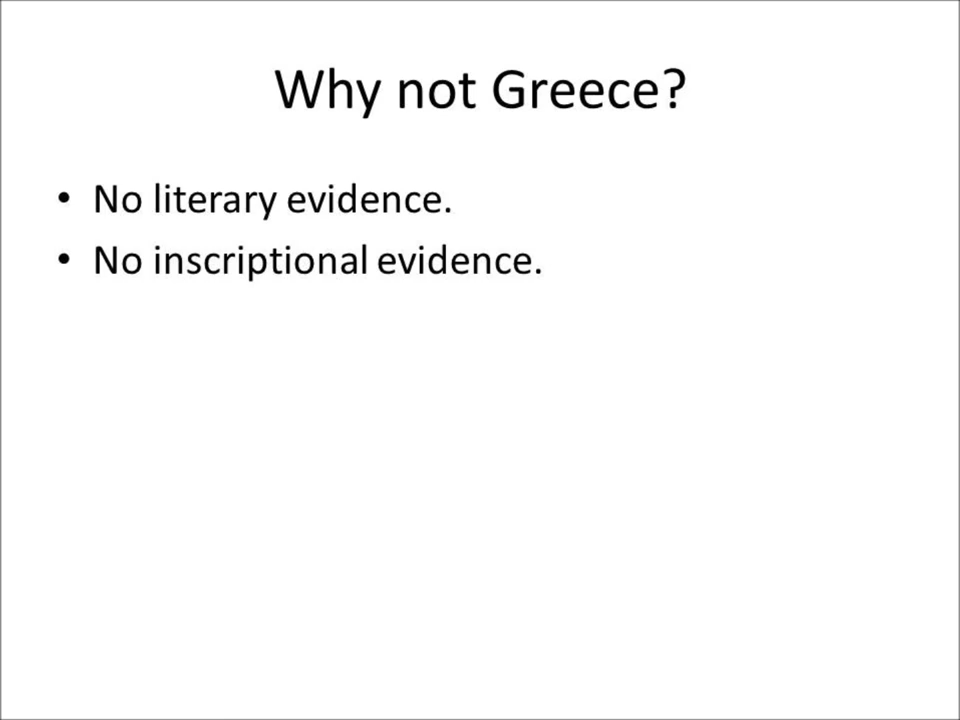 Why not Greece?
• No literary evidence.
• No inscriptional evidence.